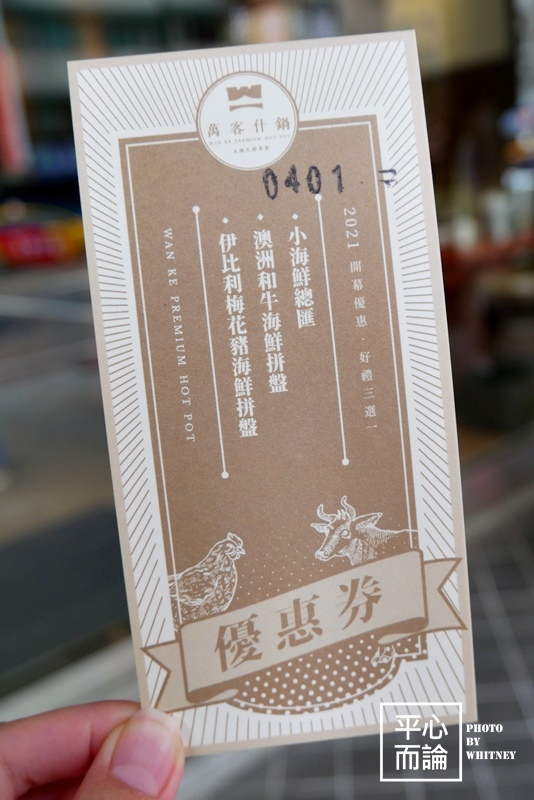 萬客什鍋
WAN KE PREMIUM HOT POT
0401
2021 開幕優惠．好禮三選一
小海鮮總匯
澳洲和牛海鮮拼盤
伊比利梅花豬海鮮拼盤
WAN KE PREMIUM HOT POT
優惠券
平心
而論
PHOTO
BY
WHITNEY